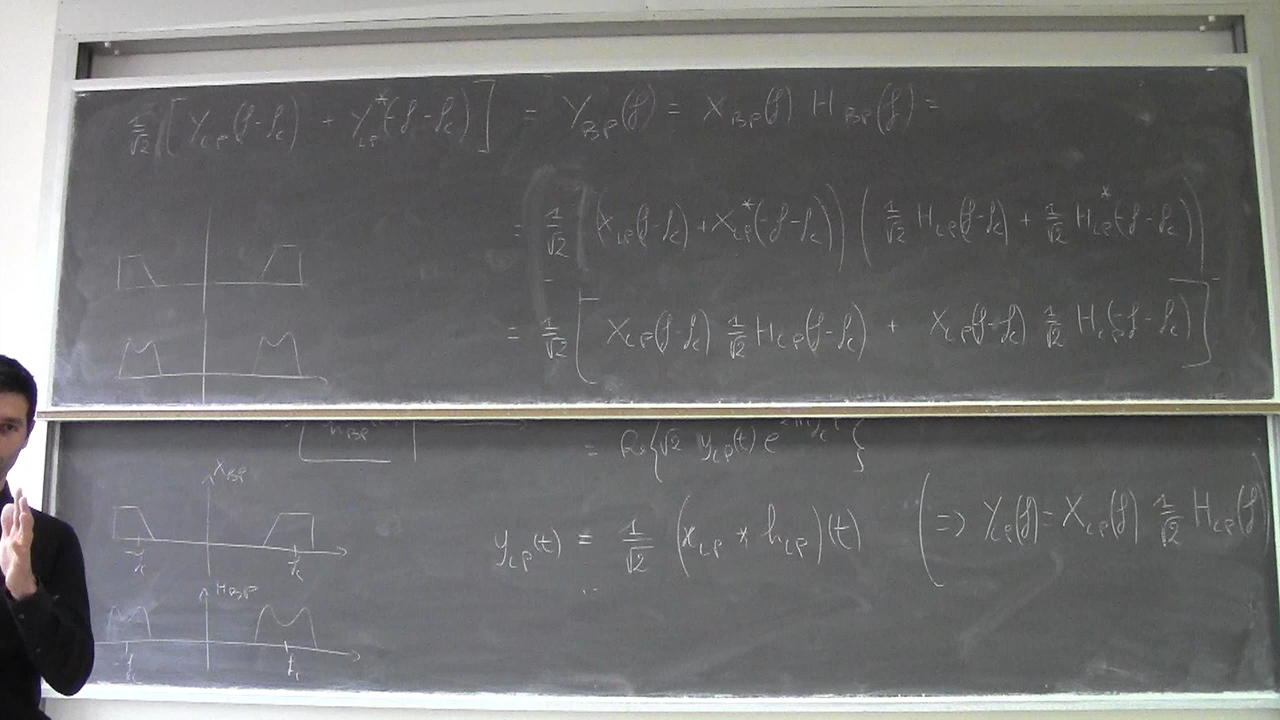 1/√2 [ Y_LP(f-f_c) + Y*_LP(-f-f_c) ] = Y_BP(f) = X_BP(f) H_BP(f) =
= 1/√2 (X_LP(f-f_c) + X*_LP(-f-f_c)) ( 1/√2 H_LP(f-f_c) + 1/√2 H*_LP(-f-f_c) )
= 1/√2 [ X_LP(f-f_c) 1/√2 H_LP(f-f_c) + X_LP(f-f_c) 1/√2 H_LP(-f-f_c) ]
h_BP
= Re{√2 y_LP(t) e
}
X_BP
-f_c f_c
y_LP(t) = 1/√2 (x_LP * h_LP)(t) ( => Y_LP(f) = X_LP(f) 1/√2 H_LP(f)
H_BP
-f_c f_c